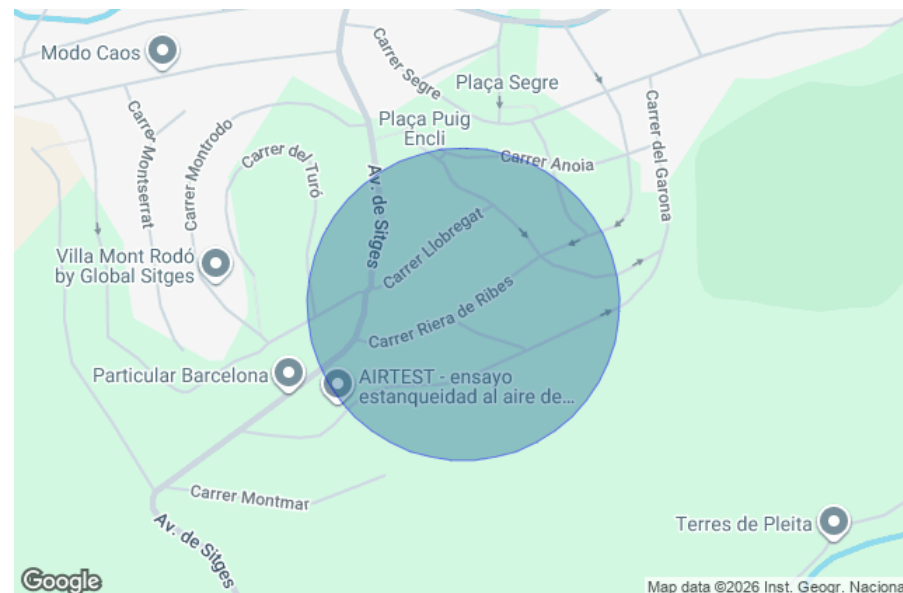 Modo Caos
Carrer Segre
Plaça Segre
Plaça Puig
Encli
Carrer Montserrat
Carrer Montrodo
Carrer del Turó
Av. de Sitges
Carrer Anoia
Carrer del Garona
Carrer Llobregat
Villa Mont Rodó
by Global Sitges
Carrer Riera de Ribes
Particular Barcelona
AIRTEST - ensayo
estanqueidad al aire de...
Carrer Montmar
Av. de Sitges
Terres de Pleita
Google
Map data ©2026 Inst. Geogr. Naciona